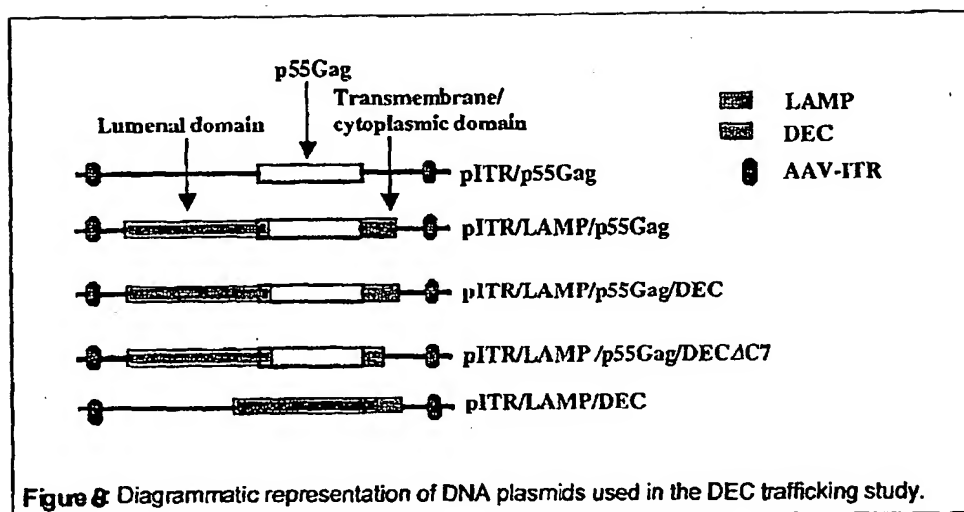 p55Gag
Transmembrane/
cytoplasmic domain
Lumenal domain
LAMP
DEC
AAV-ITR
pITR/p55Gag
pITR/LAMP/p55Gag
pITR/LAMP/p55Gag/DEC
pITR/LAMP /p55Gag/DECΔC7
pITR/LAMP/DEC
Figure 8: Diagrammatic representation of DNA plasmids used in the DEC trafficking study.